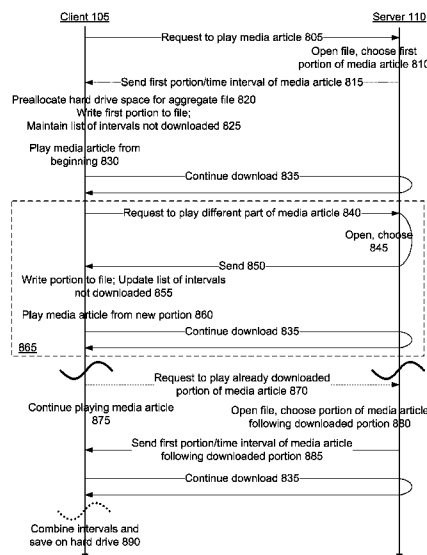 Client 105
Server 110
Request to play media article 805
Open file, choose first
portion of media article 810
Send first portion/time interval of media article 815
Preallocate hard drive space for aggregate file 820
Write first portion to file;
Maintain list of intervals not downloaded 825
Play media article from
beginning 830
Continue download 835
Request to play different part of media article 840
Open, choose
845
Send 850
Write portion to file; Update list of intervals
not downloaded 855
Play media article from new portion 860
Continue download 835
865
Request to play already downloaded
portion of media article 870
Continue playing media article
875
Open file, choose portion of media article
following downloaded portion 880
Send first portion/time interval of media article
following downloaded portion 885
Continue download 835
Combine intervals and
save on hard drive 890